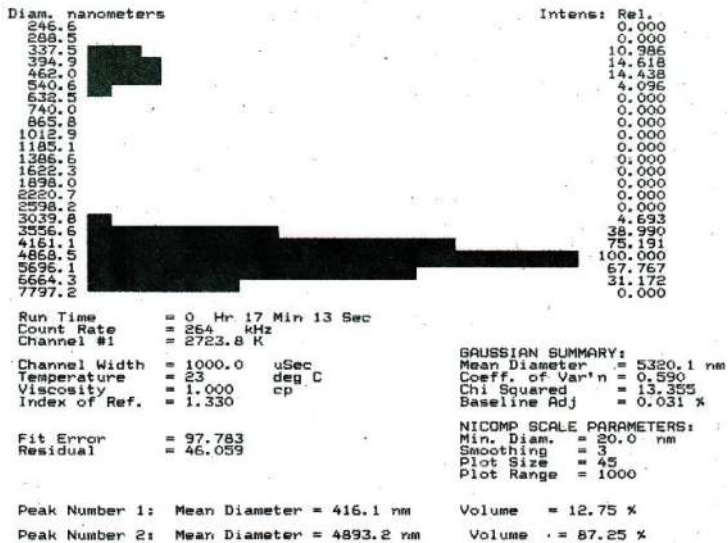 Diam. nanometers Intens: Rel.
246.6 0.000
288.5 0.000
337.5 10.986
394.9 14.618
462.0 14.438
540.6 4.096
632.5 0.000
740.0 0.000
865.8 0.000
1012.9 0.000
1185.1 0.000
1386.6 0.000
1622.3 0.000
1898.0 0.000
2220.7 0.000
2598.2 0.000
3039.8 4.693
3556.6 38.990
4161.1 75.191
4868.5 100.000
5696.1 67.767
6664.3 31.172
7797.2 0.000
Run Time = 0 Hr 17 Min 13 Sec
Count Rate = 264 kHz
Channel #1 = 2723.8 K
Channel Width = 1000.0 uSec
Temperature = 23 deg C
Viscosity = 1.000 cp
Index of Ref. = 1.330
Fit Error = 97.783
Residual = 46.059
GAUSSIAN SUMMARY:
Mean Diameter = 5320.1 nm
Coeff. of Var'n = 0.590
Chi Squared = 13.355
Baseline Adj = 0.031 %
NICOMP SCALE PARAMETERS:
Min. Diam. = 20.0 nm
Smoothing = 3
Plot Size = 45
Plot Range = 1000
Peak Number 1: Mean Diameter = 416.1 nm Volume = 12.75 %
Peak Number 2: Mean Diameter = 4893.2 nm Volume = 87.25 %